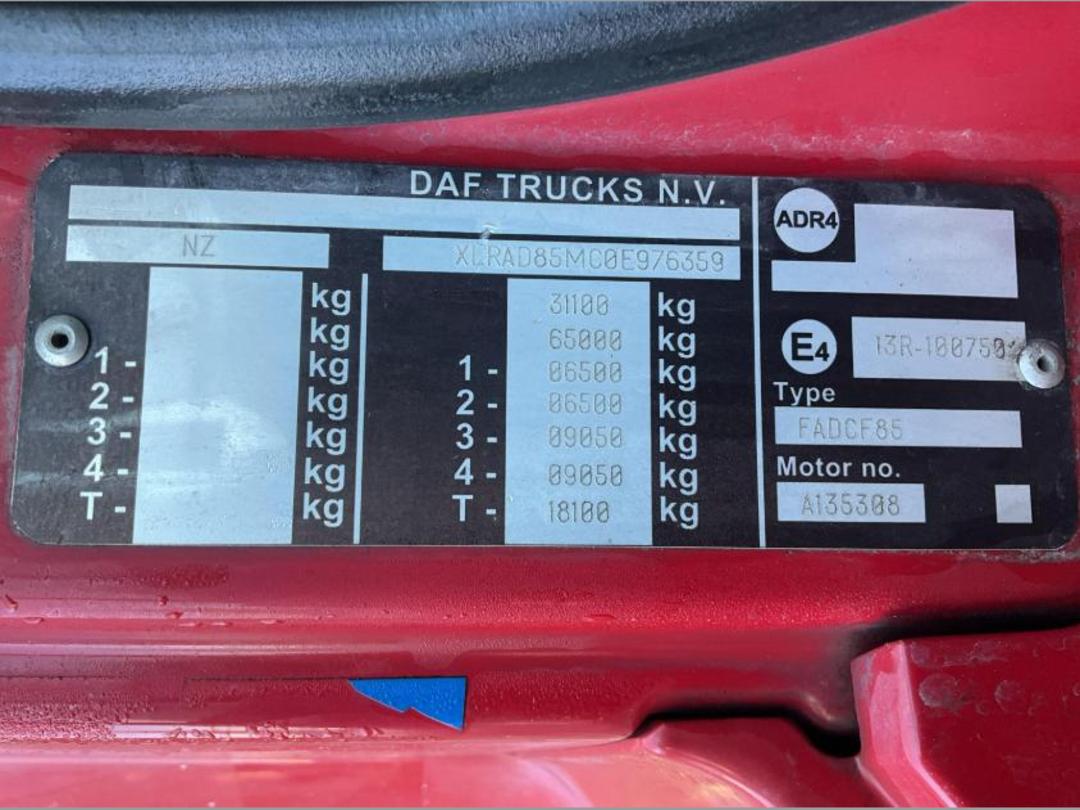 DAF TRUCKS N.V.
NZ XLRAD85MC0E976359
kg 31100 kg
kg 65000 kg
1 - kg 1 - 06500 kg
2 - kg 2 - 06500 kg
3 - kg 3 - 09050 kg
4 - kg 4 - 09050 kg
T - kg T - 18100 kg
ADR4
E4
Type
FADCF85
Motor no.
A135308